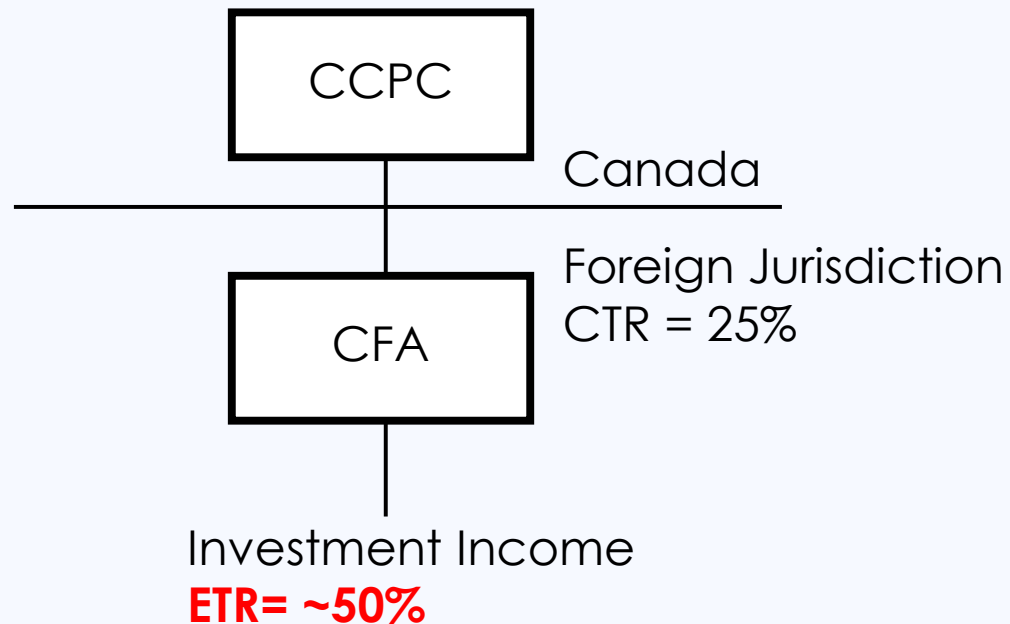 CCPC
Canada
Foreign Jurisdiction
CTR = 25%
CFA
Investment Income
ETR= ~50%